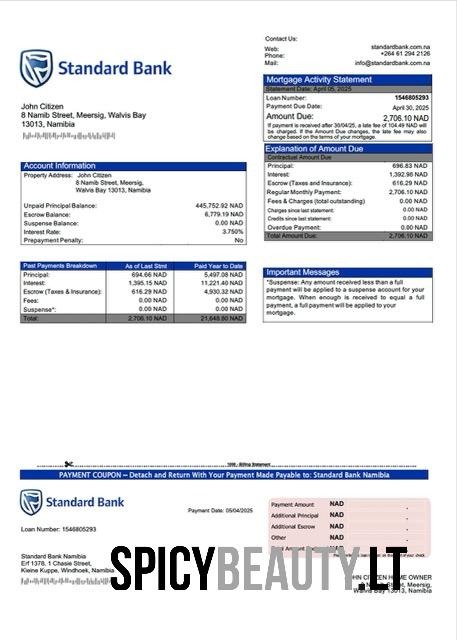 Contact Us:
Web: standardbank.com.na
Phone: +264 61 294 2126
Mail: info@standardbank.com.na
Standard Bank
Mortgage Activity Statement
Statement Date: April 05, 2025
Loan Number: 1546805293
Payment Due Date: April 30, 2025
Amount Due: 2,706.10 NAD
If payment is received after 30/04/25, a late fee of 104.49 NAD will
be charged. If the Amount Due changes, the late fee may also
change based on the terms of your mortgage.
John Citizen
8 Namib Street, Meersig, Walvis Bay
13013, Namibia
Explanation of Amount Due
Contractual Amount Due
Principal: 696.83 NAD
Interest: 1,392.98 NAD
Escrow (Taxes and Insurance): 616.29 NAD
Regular Monthly Payment: 2,706.10 NAD
Fees & Charges (total outstanding) 0.00 NAD
Charges since last statement: 0.00 NAD
Credits since last statement: 0.00 NAD
Overdue Payment: 0.00 NAD
Total Amount Due: 2,706.10 NAD
Account Information
Property Address: John Citizen
8 Namib Street, Meersig,
Walvis Bay 13013, Namibia
Unpaid Principal Balance: 445,752.92 NAD
Escrow Balance: 6,779.19 NAD
Suspense Balance: 0.00 NAD
Interest Rate: 3.750%
Prepayment Penalty: No
Past Payments Breakdown As of Last Stmt Paid Year to Date
Principal: 694.66 NAD 5,497.08 NAD
Interest: 1,395.15 NAD 11,221.40 NAD
Escrow (Taxes & Insurance): 616.29 NAD 4,930.32 NAD
Fees: 0.00 NAD 0.00 NAD
Suspense*: 0.00 NAD 0.00 NAD
Total: 2,706.10 NAD 21,648.80 NAD
Important Messages
*Suspense: Any amount received less than a full
payment will be applied to a suspense account for your
mortgage. When enough is received to equal a full
payment, a full payment will be applied to your
mortgage.
1098 - Billing Statement
PAYMENT COUPON – Detach and Return With Your Payment Made Payable to: Standard Bank Namibia
Standard Bank
Payment Date: 05/04/2025
Loan Number: 1546805293
Payment Amount NAD .
Additional Principal NAD .
Additional Escrow NAD .
Other NAD .
NAD
Standard Bank Namibia
Erf 1378, 1 Chasie Street,
Kleine Kuppe, Windhoek, Namibia
HN CITIZEN HOME OWNER
Street, Meersig,
Walvis Bay 13013, Namibia
SPICYBEAUTY.LT